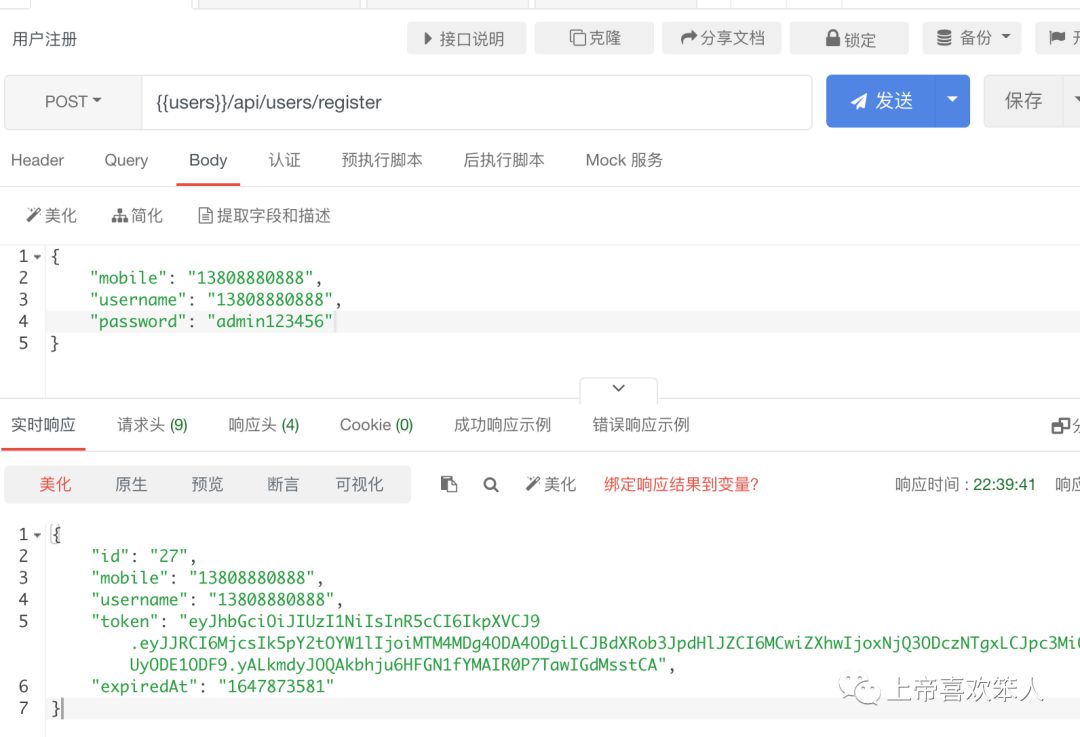 用户注册
接口说明 克隆 分享文档 锁定 备份
POST {{users}}/api/users/register 发送 保存
Header Query Body 认证 预执行脚本 后执行脚本 Mock 服务
美化 简化 提取字段和描述
1 {
2 "mobile": "13808880888",
3 "username": "13808880888",
4 "password": "admin123456"
5 }
实时响应 请求头 (9) 响应头 (4) Cookie (0) 成功响应示例 错误响应示例
美化 原生 预览 断言 可视化 美化 绑定响应结果到变量? 响应时间 : 22:39:41 响应
1 {
2 "id": "27",
3 "mobile": "13808880888",
4 "username": "13808880888",
5 "token": "eyJhbGciOiJIUzI1NiIsInR5cCI6IkpXVCJ9
.eyJJRCI6MjcsIk5pY2tOYW1lIjoiMTM4MDg4ODA4ODgiLCJBdXRob3JpdHlJZCI6MCwiZXhwIjoxNjQ3ODczNTgxLCJpc3Mi
UyODE1ODF9.yALkmdyJOQAkbhju6HFGN1fYMAIR0P7TawIGdMsstCA",
6 "expiredAt": "1647873581"
7 }
上帝喜欢笨人